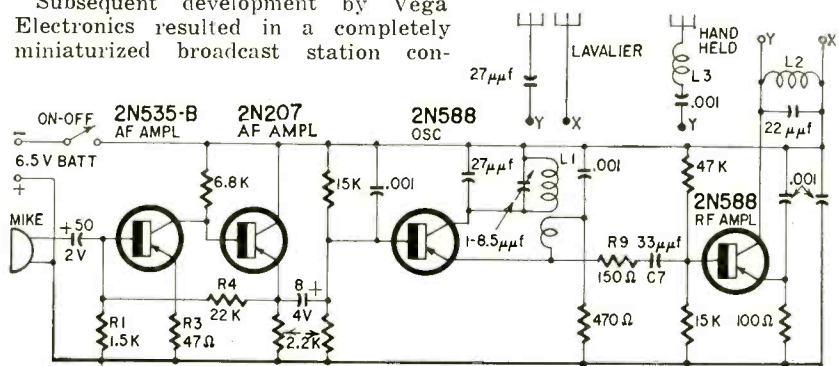 Subsequent development by Vega
Electronics resulted in a completely
miniaturized broadcast station con-
LAVALIER
HAND
HELD
27μμf
Y
X
L3
.001
Y
Y
X
L2
22μμf
ON-OFF
2N535-B
AF AMPL
2N207
AF AMPL
2N588
OSC
6.5 V BATT
−
+
6.8K
15K
.001
27μμf
L1
.001
47K
.001
1-8.5μμf
2N588
RF AMPL
MIKE
+50
2V
R9
150Ω
33μμf
C7
R4
22K
8 +
4V
R1
1.5K
R3
47Ω
2.2K
470Ω
15K
100Ω